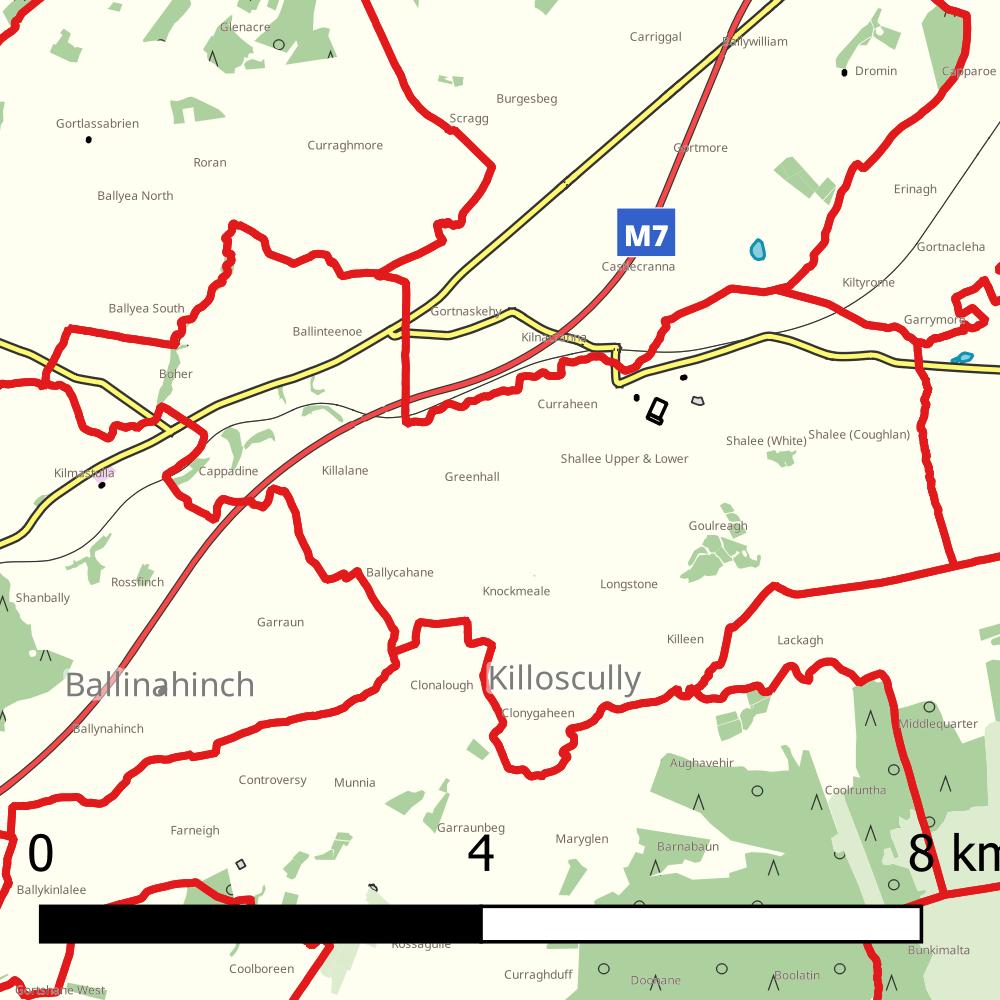 Glenacre
Carriggal
Ballywilliam
Dromin
Capparoe
Burgesbeg
Scragg
Gortlassabrien
Curraghmore
Gortmore
Roran
Erinagh
Ballyea North
M7
Gortnacleha
Castlecranna
Kiltyrome
Ballyea South
Gortnaskehy
Garrymore
Ballinteenoe
Kilnacranna
Boher
Curraheen
Shalee (White)
Shalee (Coughlan)
Shallee Upper & Lower
Kilmastulla
Cappadine
Killalane
Greenhall
Goulreagh
Ballycahane
Rossfinch
Longstone
Knockmeale
Shanbally
Garraun
Killeen
Lackagh
Ballinahinch
Killoscully
Clonalough
Clonygaheen
Middlequarter
Ballynahinch
Aughavehir
Controversy
Munnia
Coolruntha
Farneigh
Garraunbeg
Maryglen
Barnabaun
0
4
8 km
Ballykinlalee
Rossaguile
Bunkimalta
Coolboreen
Curraghduff
Doonane
Boolatin
Gortshane West